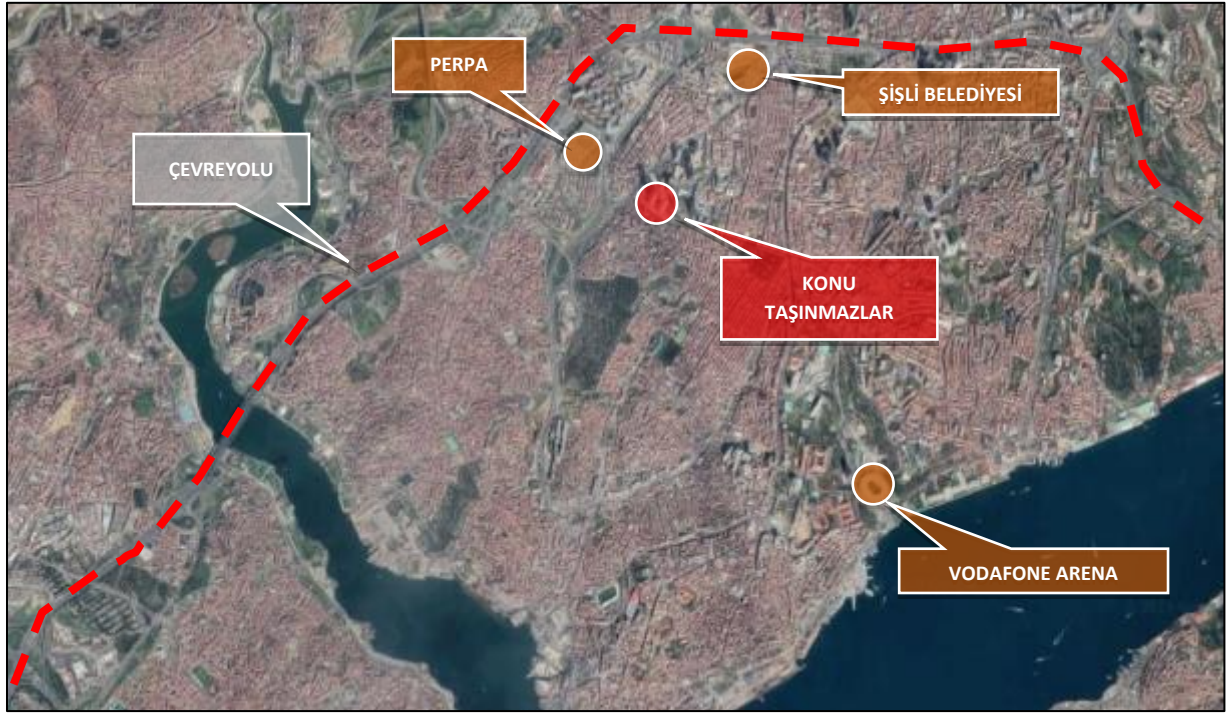 PERPA
ŞİŞLİ BELEDİYESİ
ÇEVREYOLU
KONU
TAŞINMAZLAR
VODAFONE ARENA